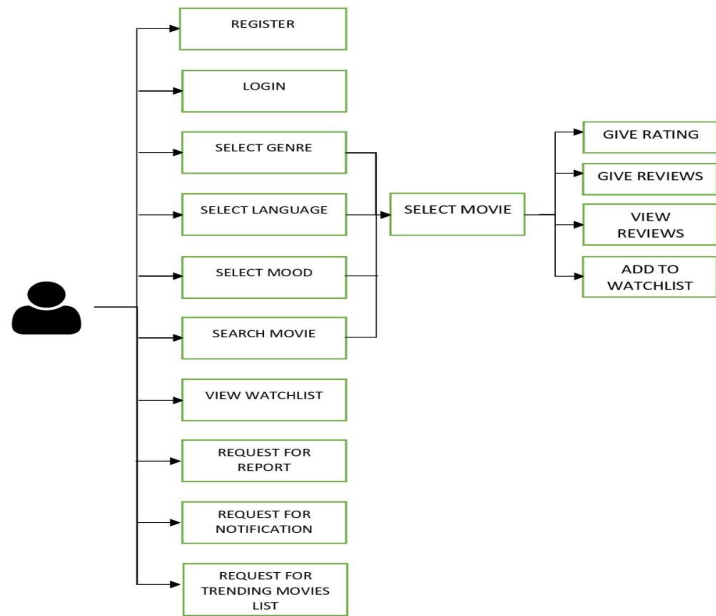 REGISTER
LOGIN
SELECT GENRE
SELECT LANGUAGE
SELECT MOOD
SEARCH MOVIE
VIEW WATCHLIST
REQUEST FOR
REPORT
REQUEST FOR
NOTIFICATION
REQUEST FOR
TRENDING MOVIES
LIST
SELECT MOVIE
GIVE RATING
GIVE REVIEWS
VIEW
REVIEWS
ADD TO
WATCHLIST